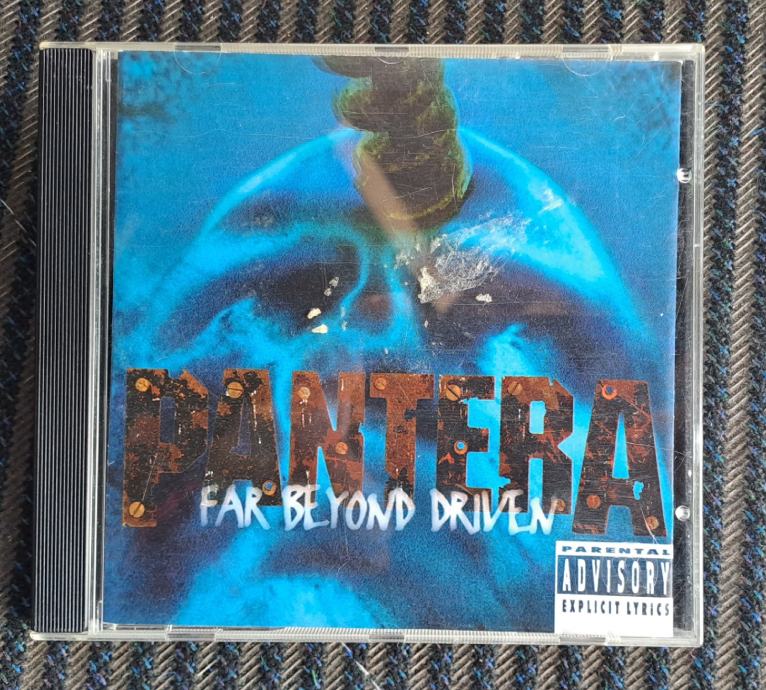 PANTERA
FAR BEYOND DRIVEN
PARENTAL
ADVISORY
EXPLICIT LYRICS